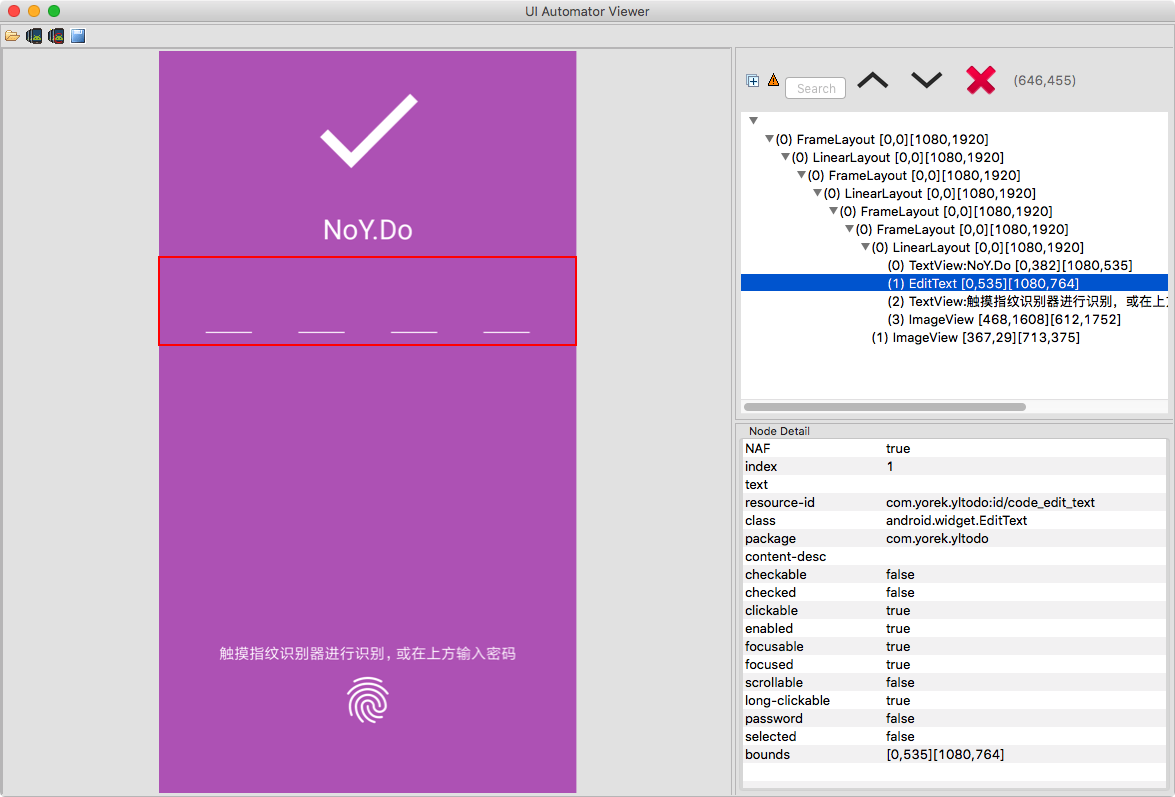 UI Automator Viewer
NoY.Do
触摸指纹识别器进行识别，或在上方输入密码
Search
(646,455)
(0) FrameLayout [0,0][1080,1920]
(0) LinearLayout [0,0][1080,1920]
(0) FrameLayout [0,0][1080,1920]
(0) LinearLayout [0,0][1080,1920]
(0) FrameLayout [0,0][1080,1920]
(0) FrameLayout [0,0][1080,1920]
(0) LinearLayout [0,0][1080,1920]
(0) TextView:NoY.Do [0,382][1080,535]
(1) EditText [0,535][1080,764]
(2) TextView:触摸指纹识别器进行识别，或在上方
(3) ImageView [468,1608][612,1752]
(1) ImageView [367,29][713,375]
Node Detail
NAF true
index 1
text
resource-id com.yorek.yltodo:id/code_edit_text
class android.widget.EditText
package com.yorek.yltodo
content-desc
checkable false
checked false
clickable true
enabled true
focusable true
focused true
scrollable false
long-clickable true
password false
selected false
bounds [0,535][1080,764]